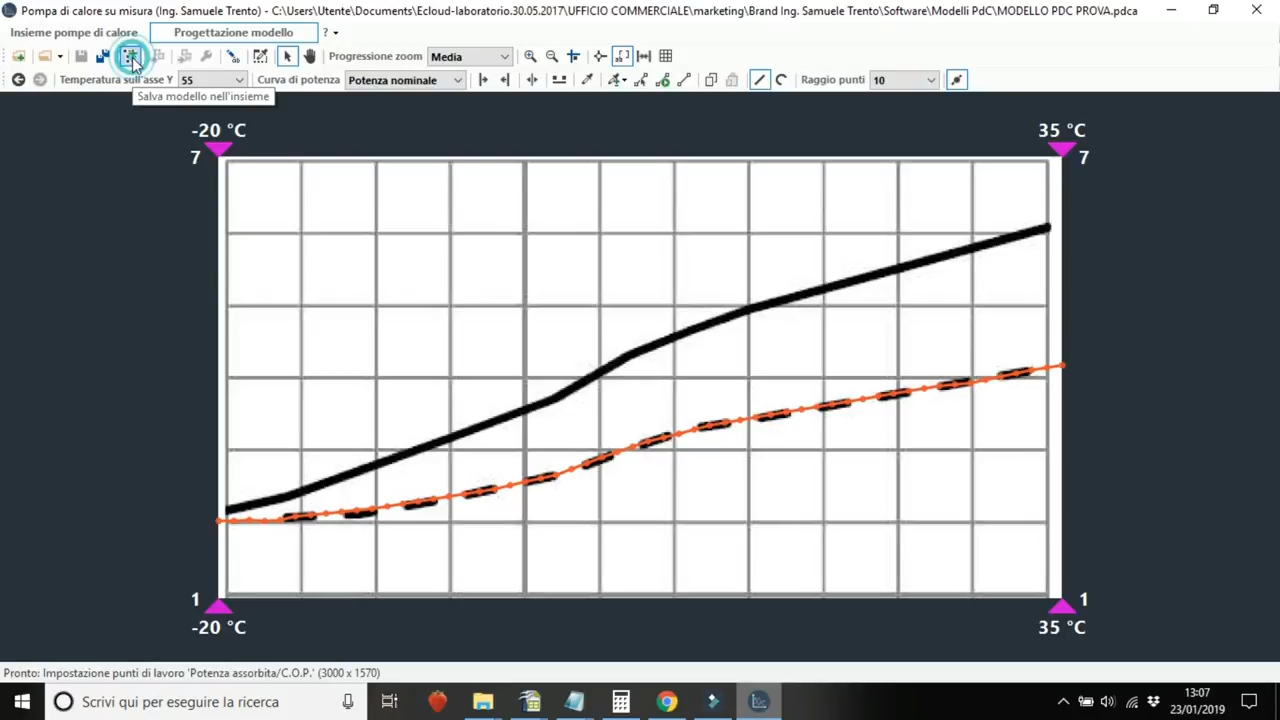 Pompa di calore su misura (Ing. Samuele Trento) - C:\Users\Utente\Documents\Ecloud-laboratorio.30.05.2017\UFFICIO COMMERCIALE\marketing\Brand Ing. Samuele Trento\Software\Modelli PdC\MODELLO PDC PROVA.pdca
Insieme pompe di calore Progettazione modello ?
Progressione zoom Media
Temperatura sull'asse Y 55 Curva di potenza Potenza nominale Raggio punti 10
Salva modello nell'insieme
-20 °C 35 °C
7 7
1 1
-20 °C 35 °C
Pronto: Impostazione punti di lavoro 'Potenza assorbita/C.O.P.' (3000 x 1570)
Scrivi qui per eseguire la ricerca
13:07
23/01/2019